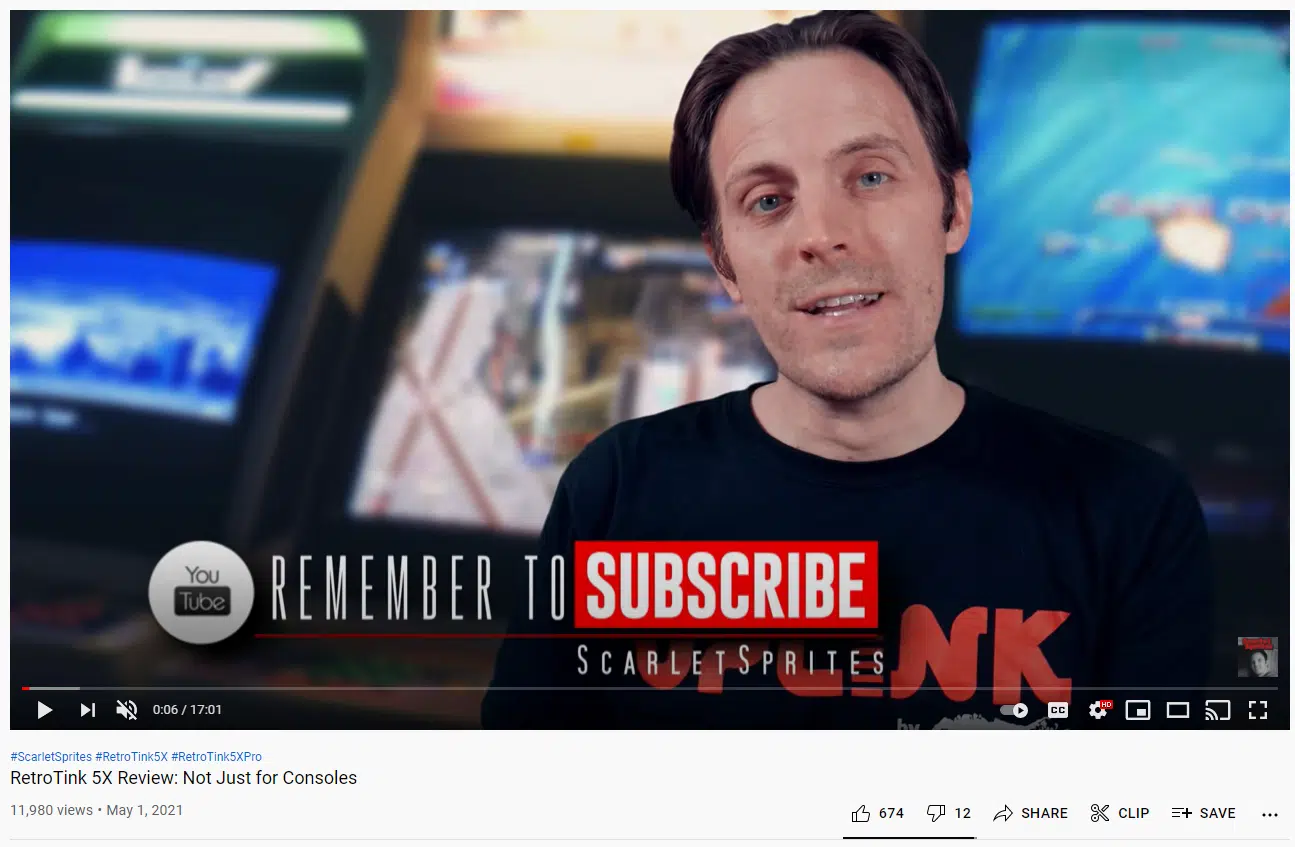 You
Tube
REMEMBER TO SUBSCRIBE
SCARLETSPRITES
by
0:06 / 17:01
CC
HD
#ScarletSprites #RetroTink5X #RetroTink5XPro
RetroTink 5X Review: Not Just for Consoles
11,980 views • May 1, 2021
674
12
SHARE
CLIP
SAVE